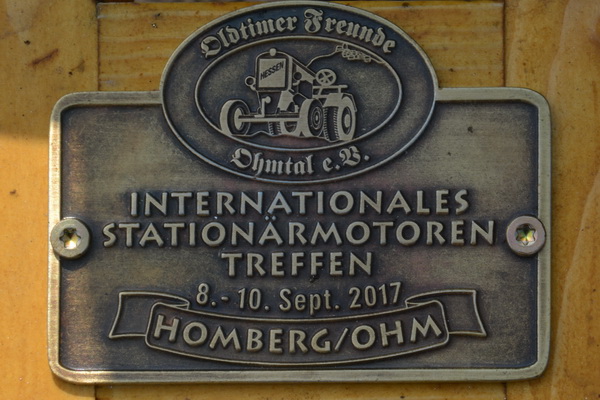 Oldtimer Freunde
HESSEN
Ohmtal e.V.
INTERNATIONALES
STATIONÄRMOTOREN
TREFFEN
8.- 10. Sept. 2017
HOMBERG/OHM